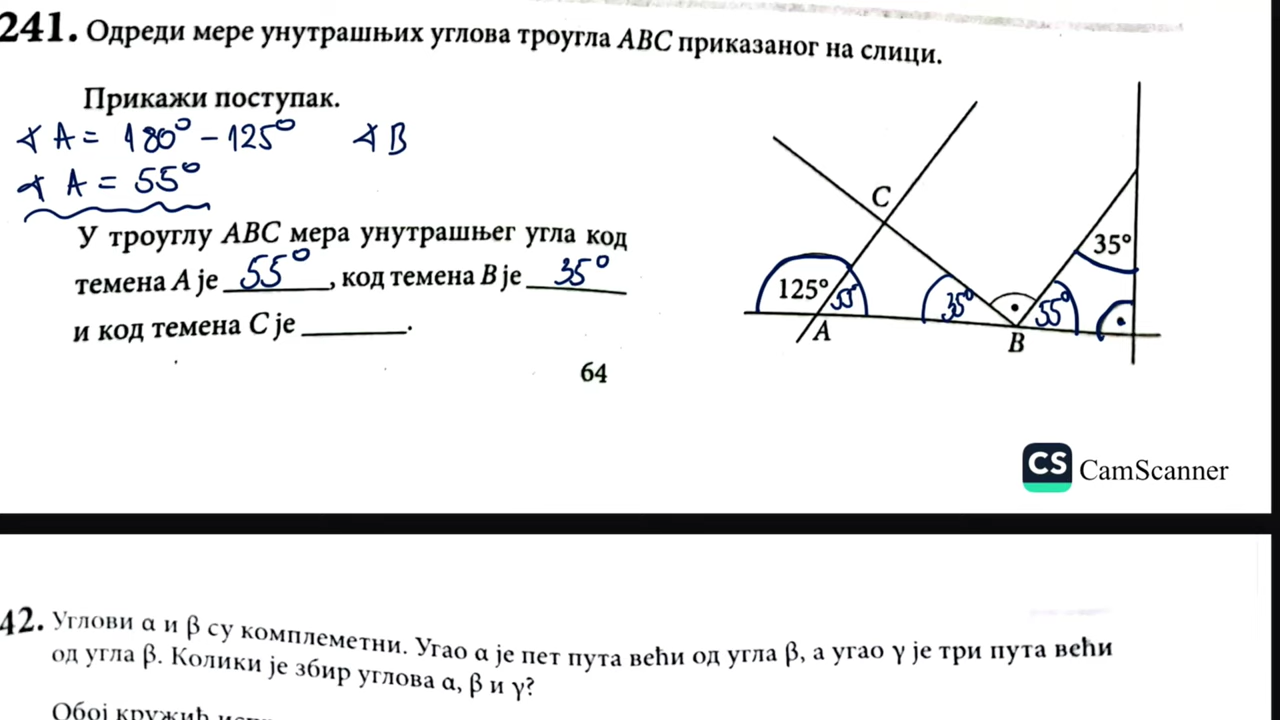 241. Одреди мере унутрашњих углова троугла ABC приказаног на слици.
Прикажи поступак.
∢ A = 180° – 125° ∢ B
∢ A = 55°
У троуглу ABC мера унутрашњег угла код
темена A је 55°, код темена B је 35°
и код темена C је ______.
C
35°
125° 55°
35°
55°
A
B
64
CS CamScanner
42. Углови α и β су комплеметни. Угао α је пет пута већи од угла β, а угао γ је три пута већи
од угла β. Колики је збир углова α, β и γ?
Обој кружић